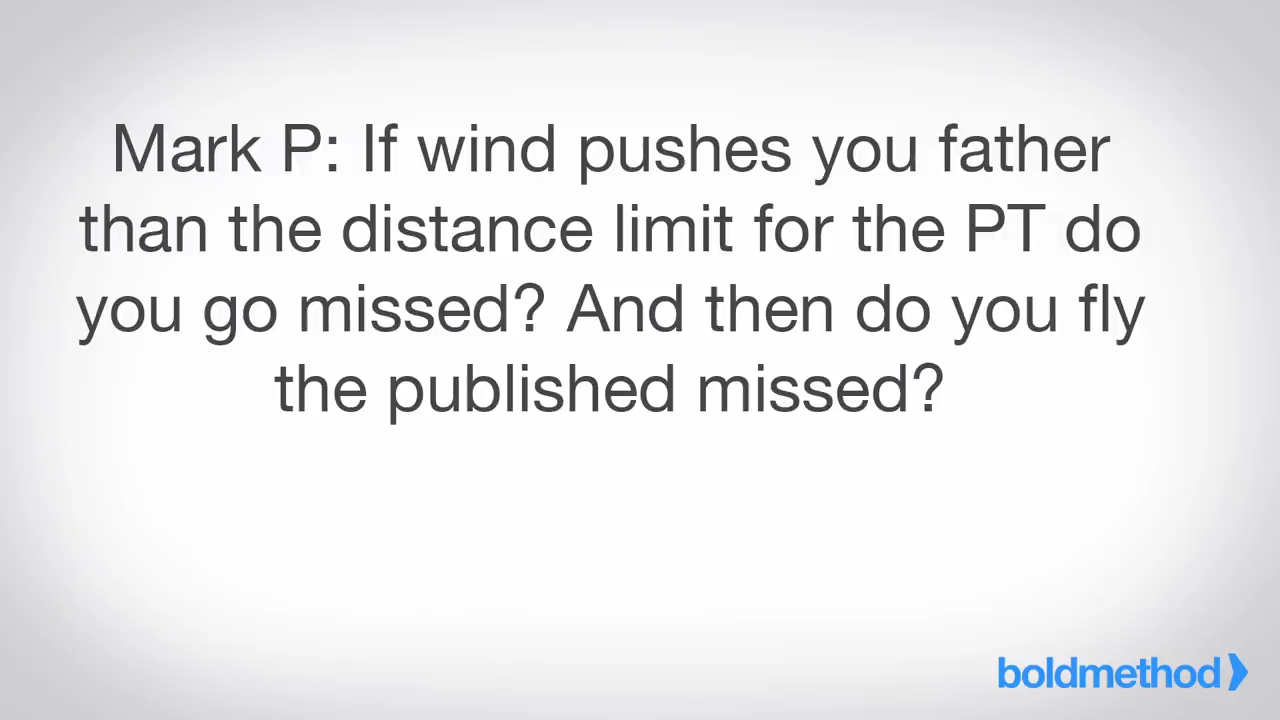 Mark P: If wind pushes you father
than the distance limit for the PT do
you go missed? And then do you fly
the published missed?
boldmethod